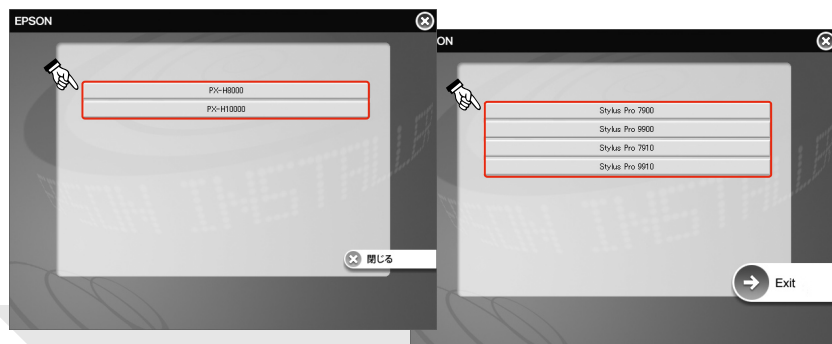 EPSON
PX-H8000
PX-H10000
閉じる
ON
Stylus Pro 7900
Stylus Pro 9900
Stylus Pro 7910
Stylus Pro 9910
Exit